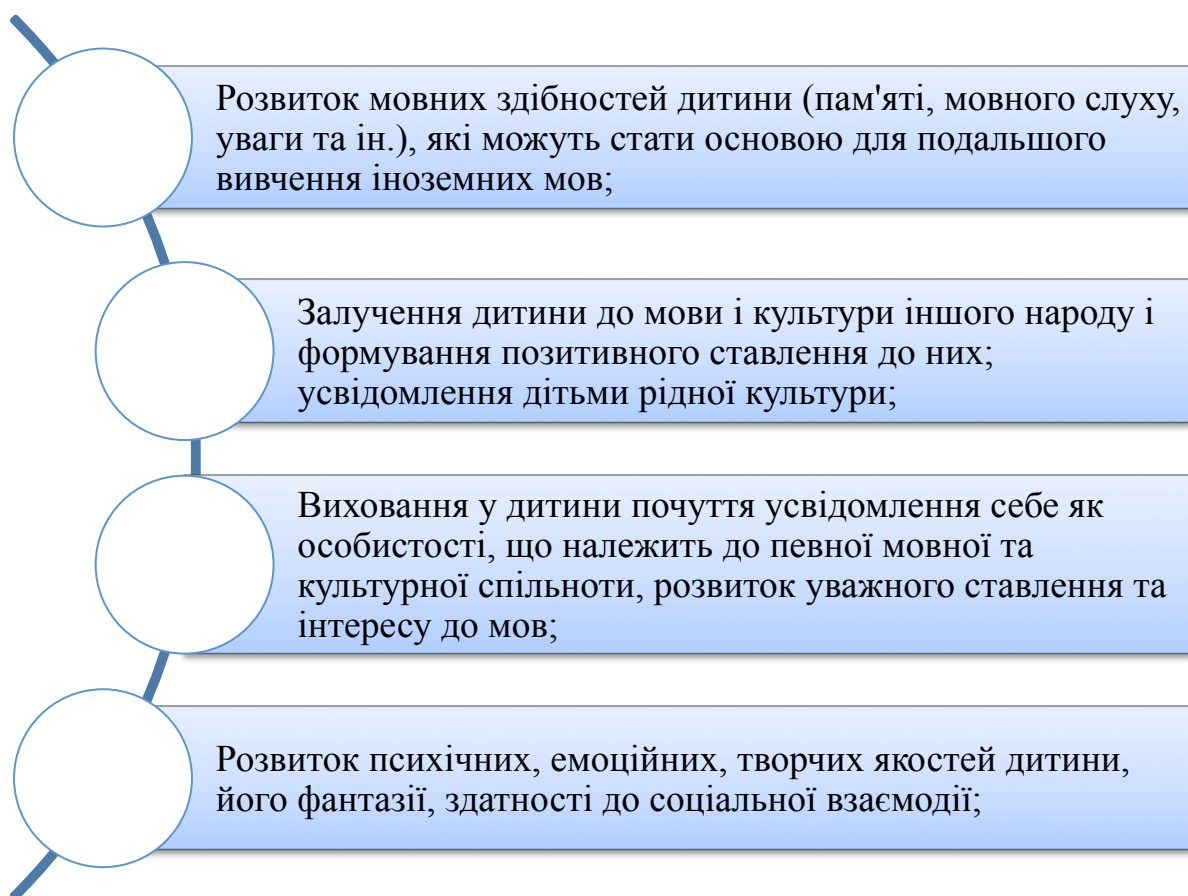 Розвиток мовних здібностей дитини (пам'яті, мовного слуху,
уваги та ін.), які можуть стати основою для подальшого
вивчення іноземних мов;
Залучення дитини до мови і культури іншого народу і
формування позитивного ставлення до них;
усвідомлення дітьми рідної культури;
Виховання у дитини почуття усвідомлення себе як
особистості, що належить до певної мовної та
культурної спільноти, розвиток уважного ставлення та
інтересу до мов;
Розвиток психічних, емоційних, творчих якостей дитини,
його фантазії, здатності до соціальної взаємодії;